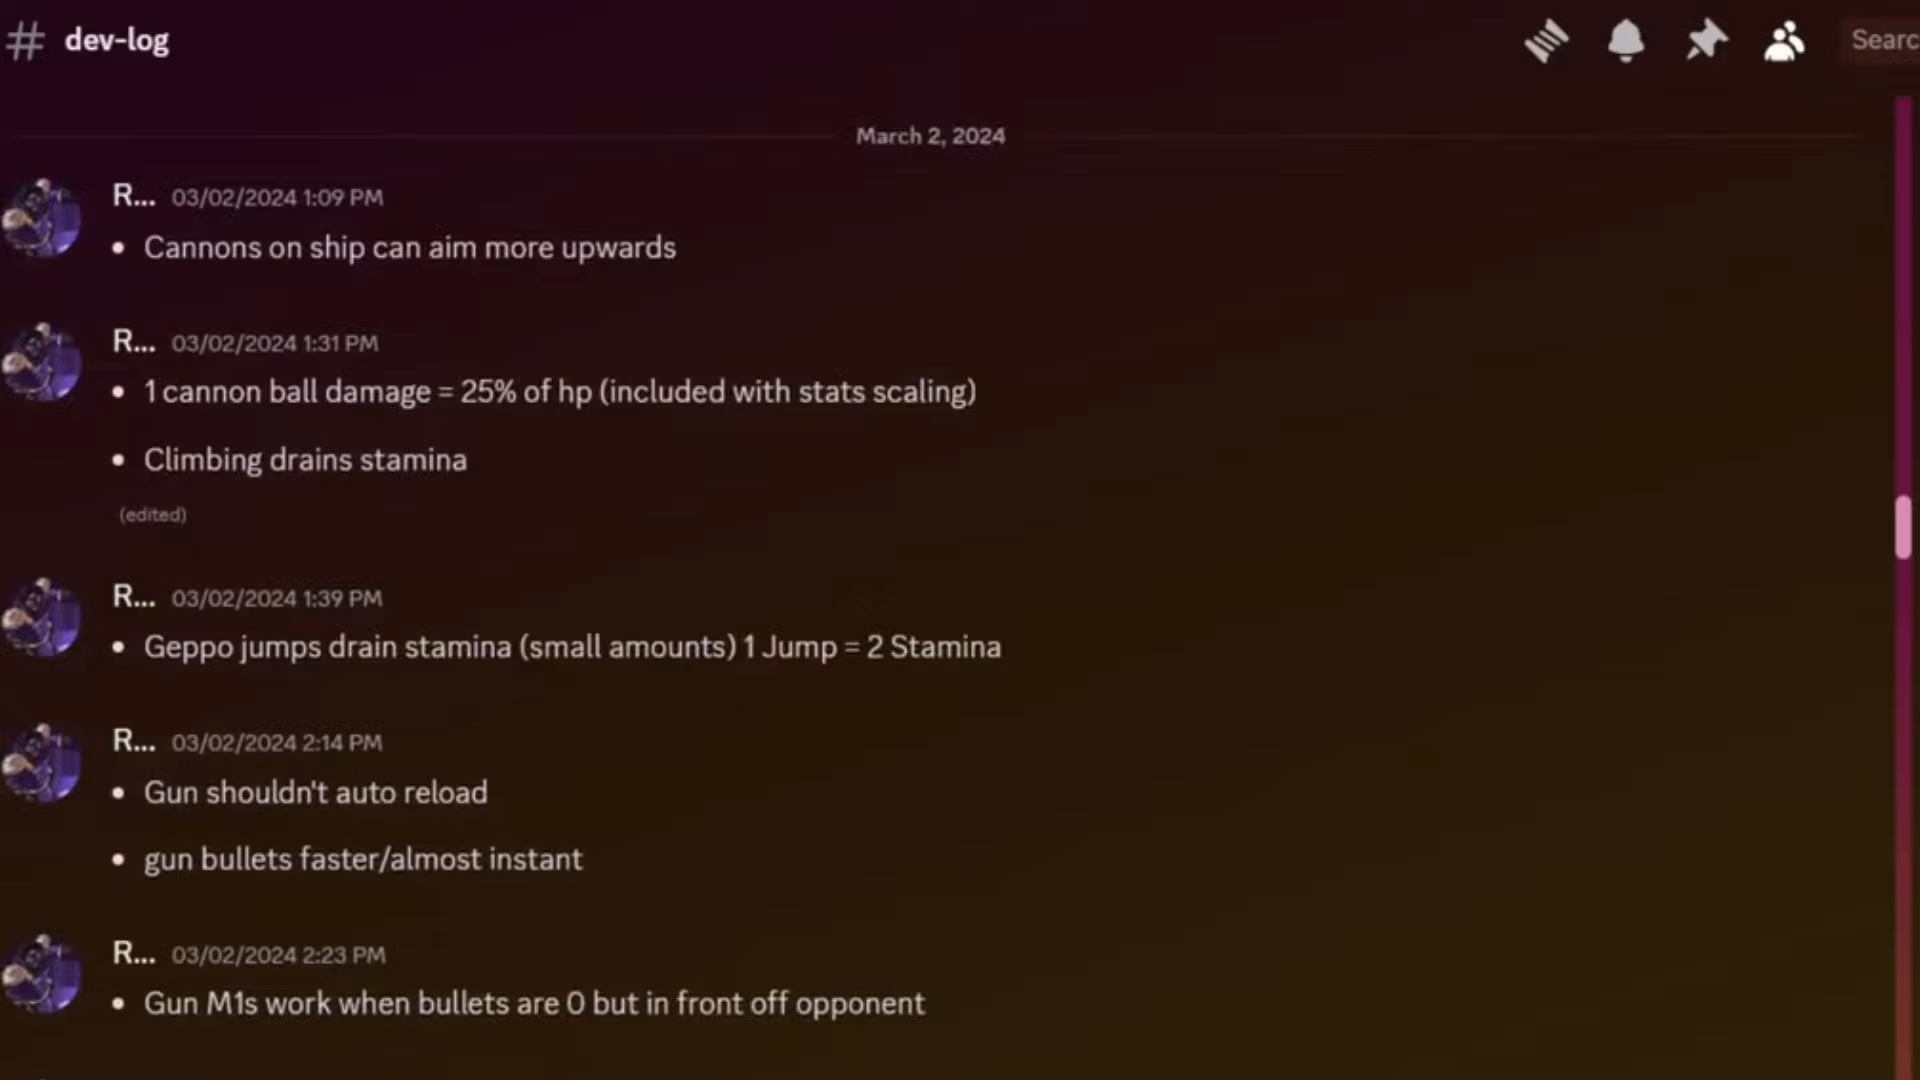 # dev-log
Searc
March 2, 2024
R... 03/02/2024 1:09 PM
• Cannons on ship can aim more upwards
R... 03/02/2024 1:31 PM
• 1 cannon ball damage = 25% of hp (included with stats scaling)
• Climbing drains stamina
(edited)
R... 03/02/2024 1:39 PM
• Geppo jumps drain stamina (small amounts) 1 Jump = 2 Stamina
R... 03/02/2024 2:14 PM
• Gun shouldn't auto reload
• gun bullets faster/almost instant
R... 03/02/2024 2:23 PM
• Gun M1s work when bullets are 0 but in front off opponent